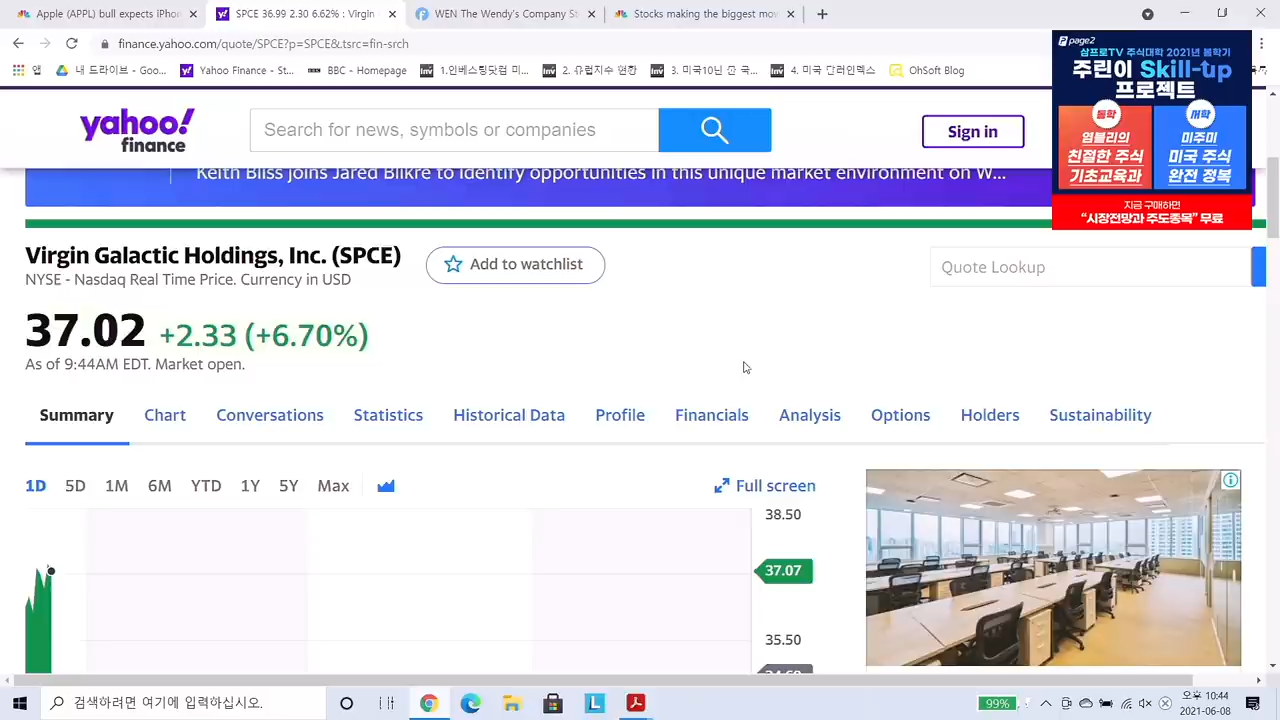 Apple (AAPL) bull expects iPhon
SPCE 36.99 2.30 6.62% : Virgin
WEN The Wendy's Company St
Stocks making the biggest mov
finance.yahoo.com/quote/SPCE?p=SPCE&.tsrc=fin-srch
앱
내 드라이브 - Goo...
Yahoo Finance - St...
BBC - Homepage
1.인베스팅닷컴 미...
2. 유럽지수 현황
3. 미국10년 만 국...
4. 미국 달러인덱스
OhSoft Blog
page2
삼프로TV 주식대학 2021년 봄학기
주린이 Skill-up
프로젝트
동학
염블리의
친절한 주식
기초교육과
서학
미주미
미국 주식
완전 정복
지금 구매하면
"시장전망과 주도종목" 무료
yahoo!
finance
Search for news, symbols or companies
Sign in
Keith Bliss joins Jared Blikre to identify opportunities in this unique market environment on W...
Virgin Galactic Holdings, Inc. (SPCE)
Add to watchlist
NYSE - Nasdaq Real Time Price. Currency in USD
Quote Lookup
37.02 +2.33 (+6.70%)
As of 9:44AM EDT. Market open.
Summary Chart Conversations Statistics Historical Data Profile Financials Analysis Options Holders Sustainability
1D 5D 1M 6M YTD 1Y 5Y Max
Full screen
38.50
37.07
35.50
검색하려면 여기에 입력하십시오.
99%
오후 10:44
2021-06-08